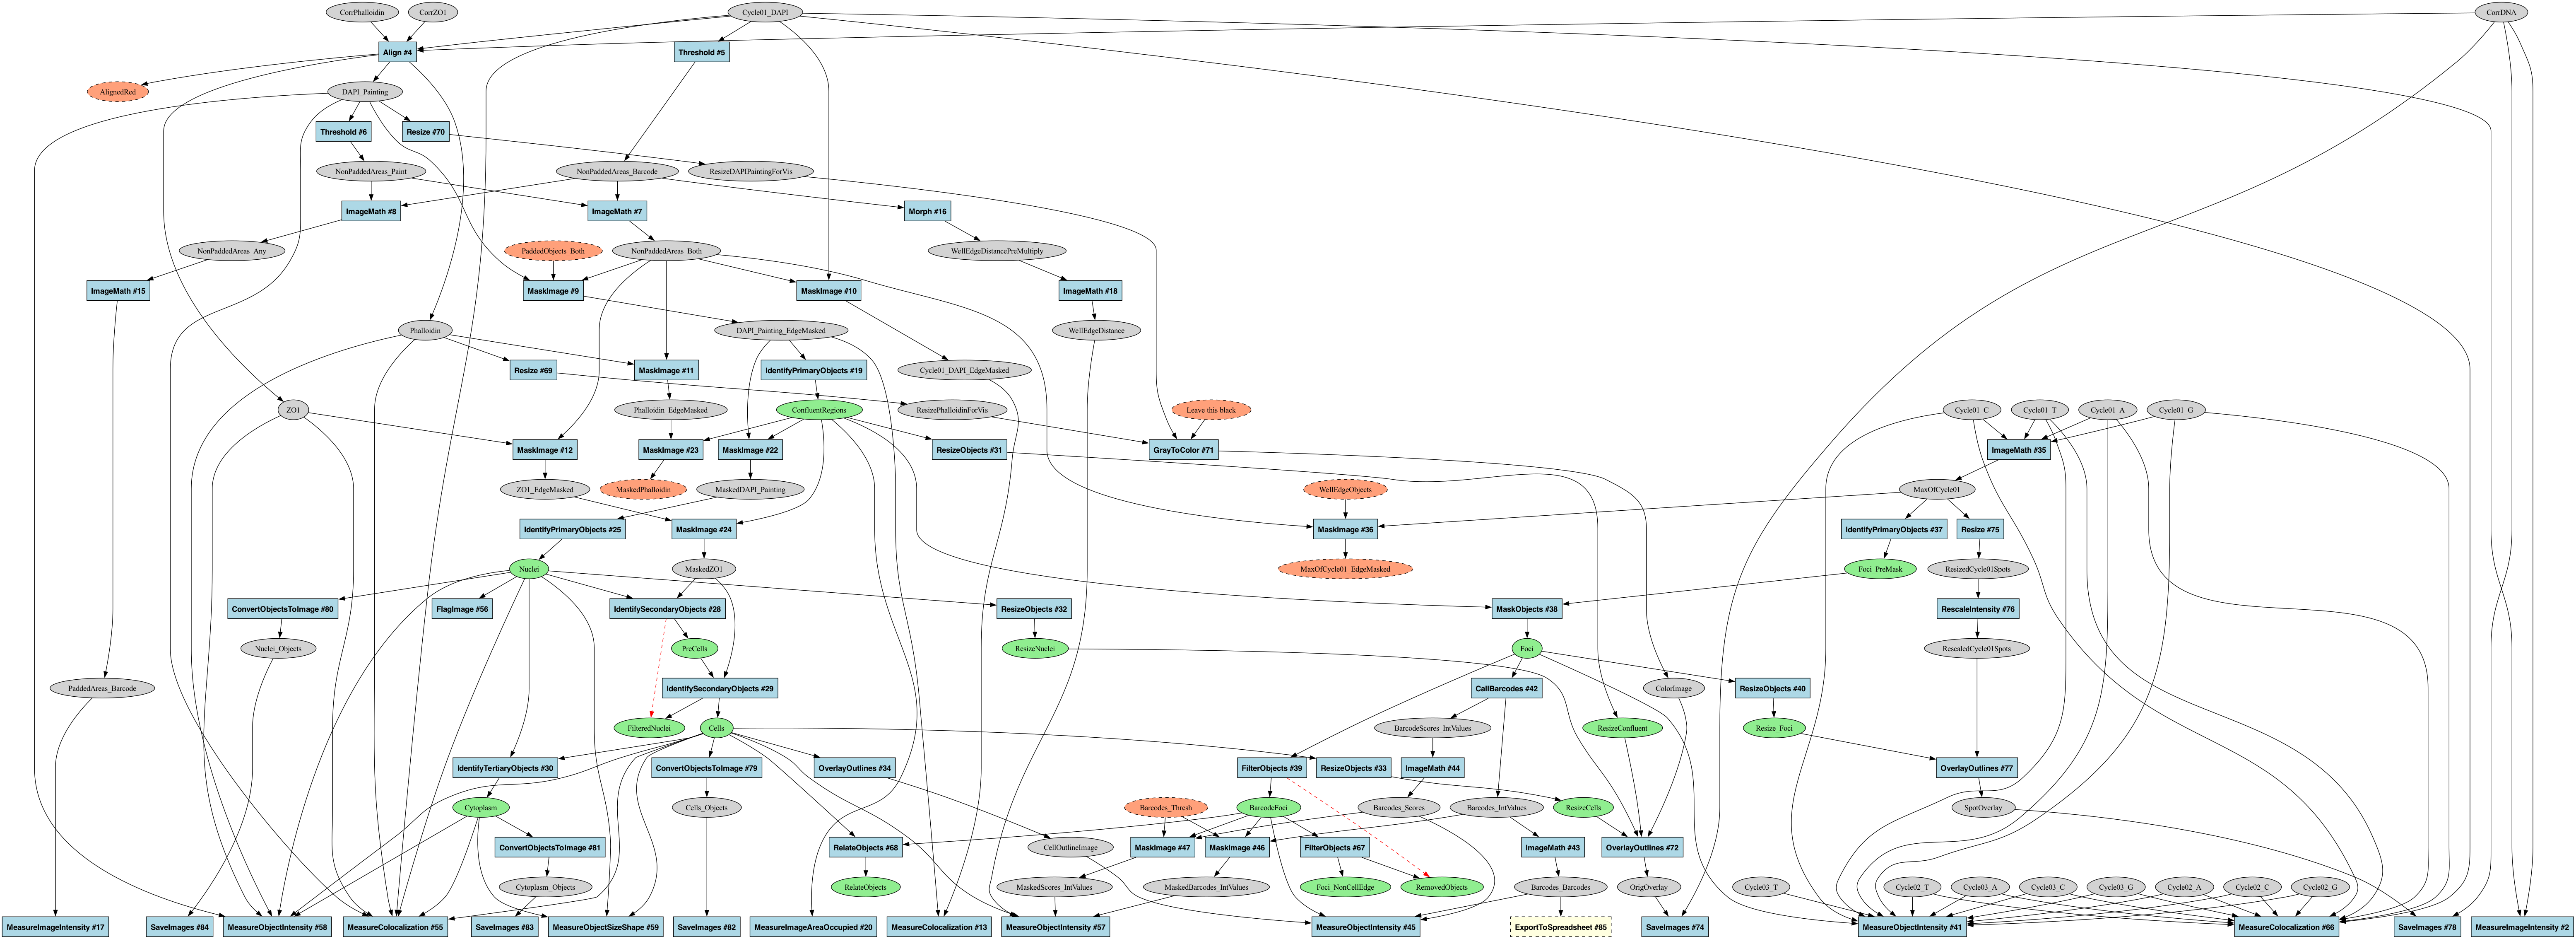 CorrPhalloidin
CorrZO1
Cycle01_DAPI
CorrDNA
Align #4
Threshold #5
AlignedRed
DAPI_Painting
Threshold #6
Resize #70
NonPaddedAreas_Paint
NonPaddedAreas_Barcode
ResizeDAPIPaintingForVis
ImageMath #8
ImageMath #7
Morph #16
NonPaddedAreas_Any
PaddedObjects_Both
NonPaddedAreas_Both
WellEdgeDistancePreMultiply
ImageMath #15
MaskImage #9
MaskImage #10
ImageMath #18
Phalloidin
DAPI_Painting_EdgeMasked
WellEdgeDistance
Resize #69
MaskImage #11
IdentifyPrimaryObjects #19
Cycle01_DAPI_EdgeMasked
ZO1
Phalloidin_EdgeMasked
ConfluentRegions
ResizePhalloidinForVis
Leave this black
Cycle01_C
Cycle01_T
Cycle01_A
Cycle01_G
MaskImage #12
MaskImage #23
MaskImage #22
ResizeObjects #31
GrayToColor #71
ImageMath #35
ZO1_EdgeMasked
MaskedPhalloidin
MaskedDAPI_Painting
WellEdgeObjects
MaxOfCycle01
IdentifyPrimaryObjects #25
MaskImage #24
MaskImage #36
IdentifyPrimaryObjects #37
Resize #75
Nuclei
MaskedZO1
MaxOfCycle01_EdgeMasked
Foci_PreMask
ResizedCycle01Spots
ConvertObjectsToImage #80
FlagImage #56
IdentifySecondaryObjects #28
ResizeObjects #32
MaskObjects #38
RescaleIntensity #76
Nuclei_Objects
PreCells
ResizeNuclei
Foci
RescaledCycle01Spots
PaddedAreas_Barcode
IdentifySecondaryObjects #29
CallBarcodes #42
ColorImage
ResizeObjects #40
FilteredNuclei
Cells
BarcodeScores_IntValues
ResizeConfluent
Resize_Foci
IdentifyTertiaryObjects #30
ConvertObjectsToImage #79
OverlayOutlines #34
FilterObjects #39
ResizeObjects #33
ImageMath #44
OverlayOutlines #77
Cytoplasm
Cells_Objects
Barcodes_Thresh
BarcodeFoci
Barcodes_Scores
Barcodes_IntValues
ResizeCells
SpotOverlay
ConvertObjectsToImage #81
RelateObjects #68
CellOutlineImage
MaskImage #47
MaskImage #46
FilterObjects #67
ImageMath #43
OverlayOutlines #72
Cytoplasm_Objects
RelateObjects
MaskedScores_IntValues
MaskedBarcodes_IntValues
Foci_NonCellEdge
RemovedObjects
Barcodes_Barcodes
OrigOverlay
Cycle03_T
Cycle02_T
Cycle03_A
Cycle03_C
Cycle03_G
Cycle02_A
Cycle02_C
Cycle02_G
MeasureImageIntensity #17
SaveImages #84
MeasureObjectIntensity #58
MeasureColocalization #55
SaveImages #83
MeasureObjectSizeShape #59
SaveImages #82
MeasureImageAreaOccupied #20
MeasureColocalization #13
MeasureObjectIntensity #57
MeasureObjectIntensity #45
ExportToSpreadsheet #85
SaveImages #74
MeasureObjectIntensity #41
MeasureColocalization #66
SaveImages #78
MeasureImageIntensity #2